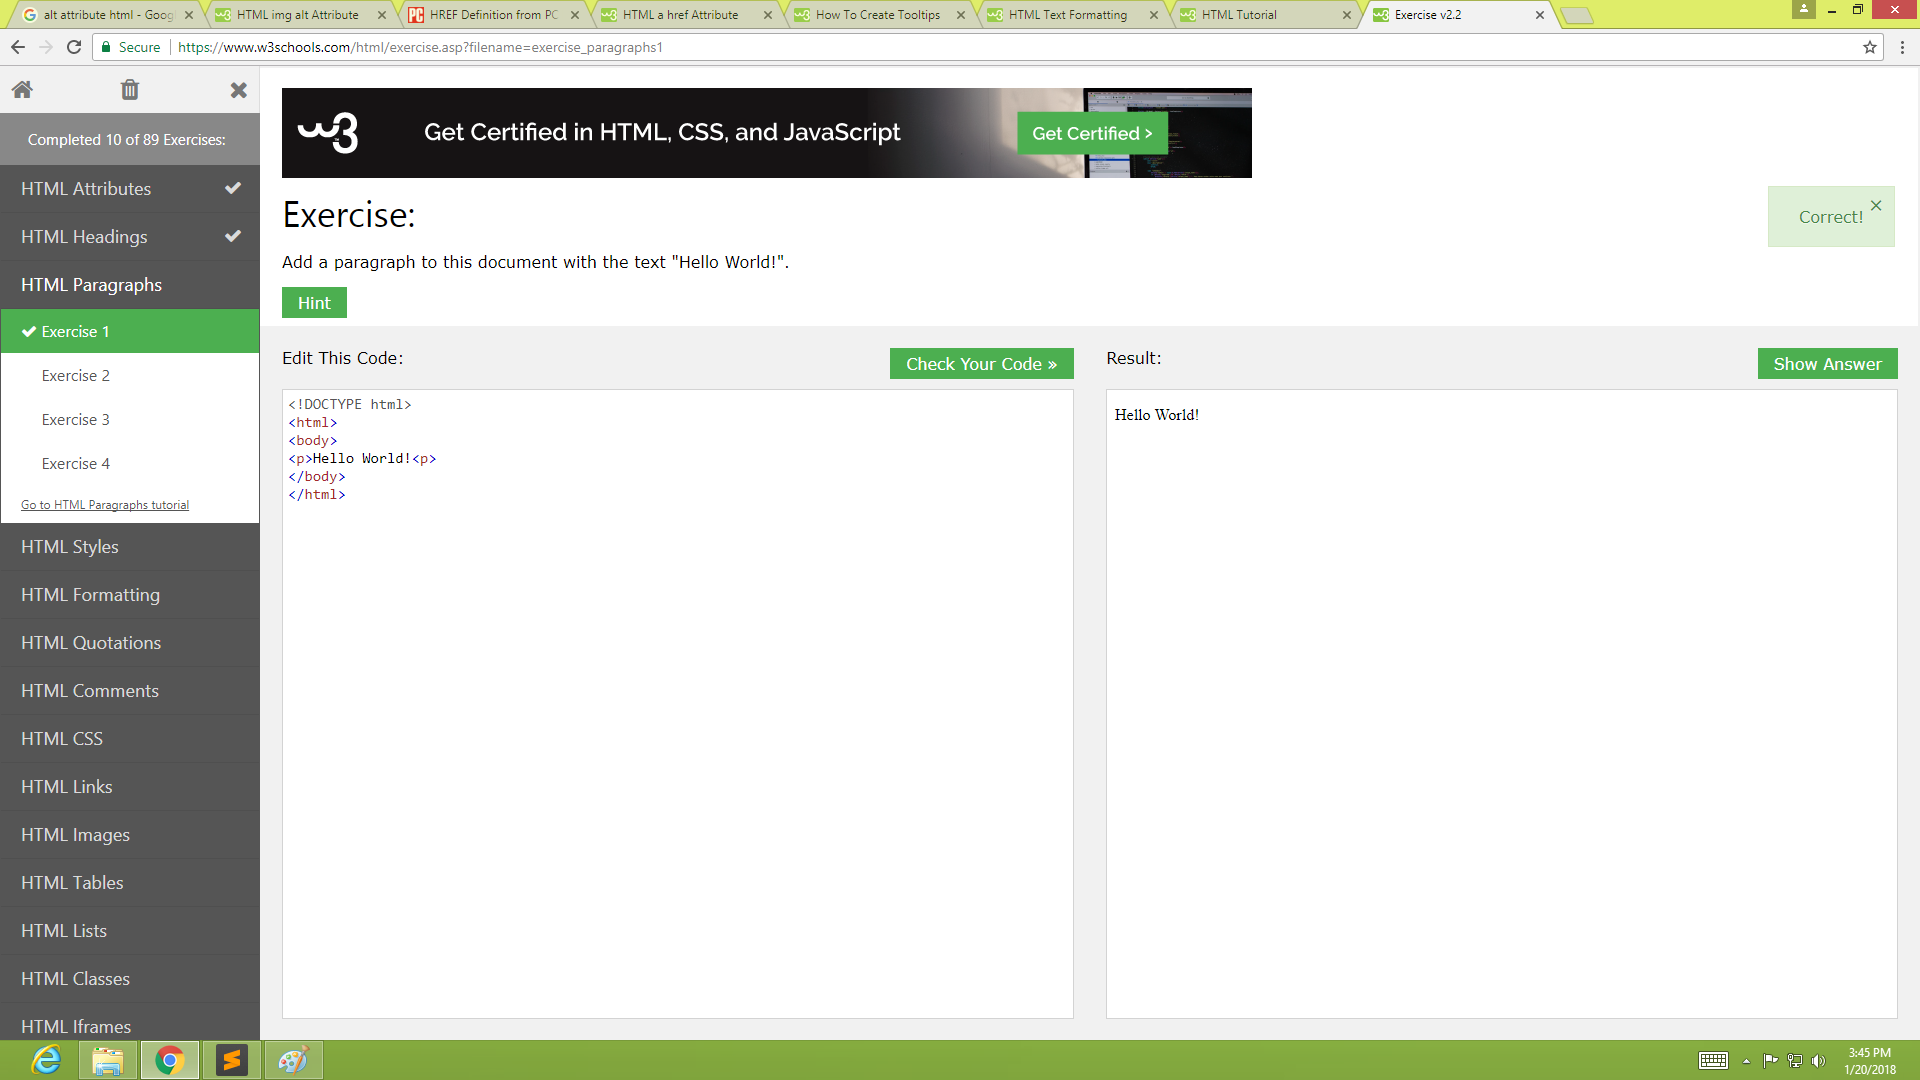 alt attribute html - Goog
HTML img alt Attribute
HREF Definition from PC
HTML a href Attribute
How To Create Tooltips
HTML Text Formatting
HTML Tutorial
Exercise v2.2
Secure
https://www.w3schools.com/html/exercise.asp?filename=exercise_paragraphs1
Completed 10 of 89 Exercises:
HTML Attributes
HTML Headings
HTML Paragraphs
Exercise 1
Exercise 2
Exercise 3
Exercise 4
Go to HTML Paragraphs tutorial
HTML Styles
HTML Formatting
HTML Quotations
HTML Comments
HTML CSS
HTML Links
HTML Images
HTML Tables
HTML Lists
HTML Classes
HTML Iframes
w3
Get Certified in HTML, CSS, and JavaScript
Get Certified >
Exercise:
Correct!
Add a paragraph to this document with the text "Hello World!".
Hint
Edit This Code:
Check Your Code »
Result:
Show Answer
<!DOCTYPE html>
<html>
<body>
<p>Hello World!<p>
</body>
</html>
Hello World!
3:45 PM
1/20/2018